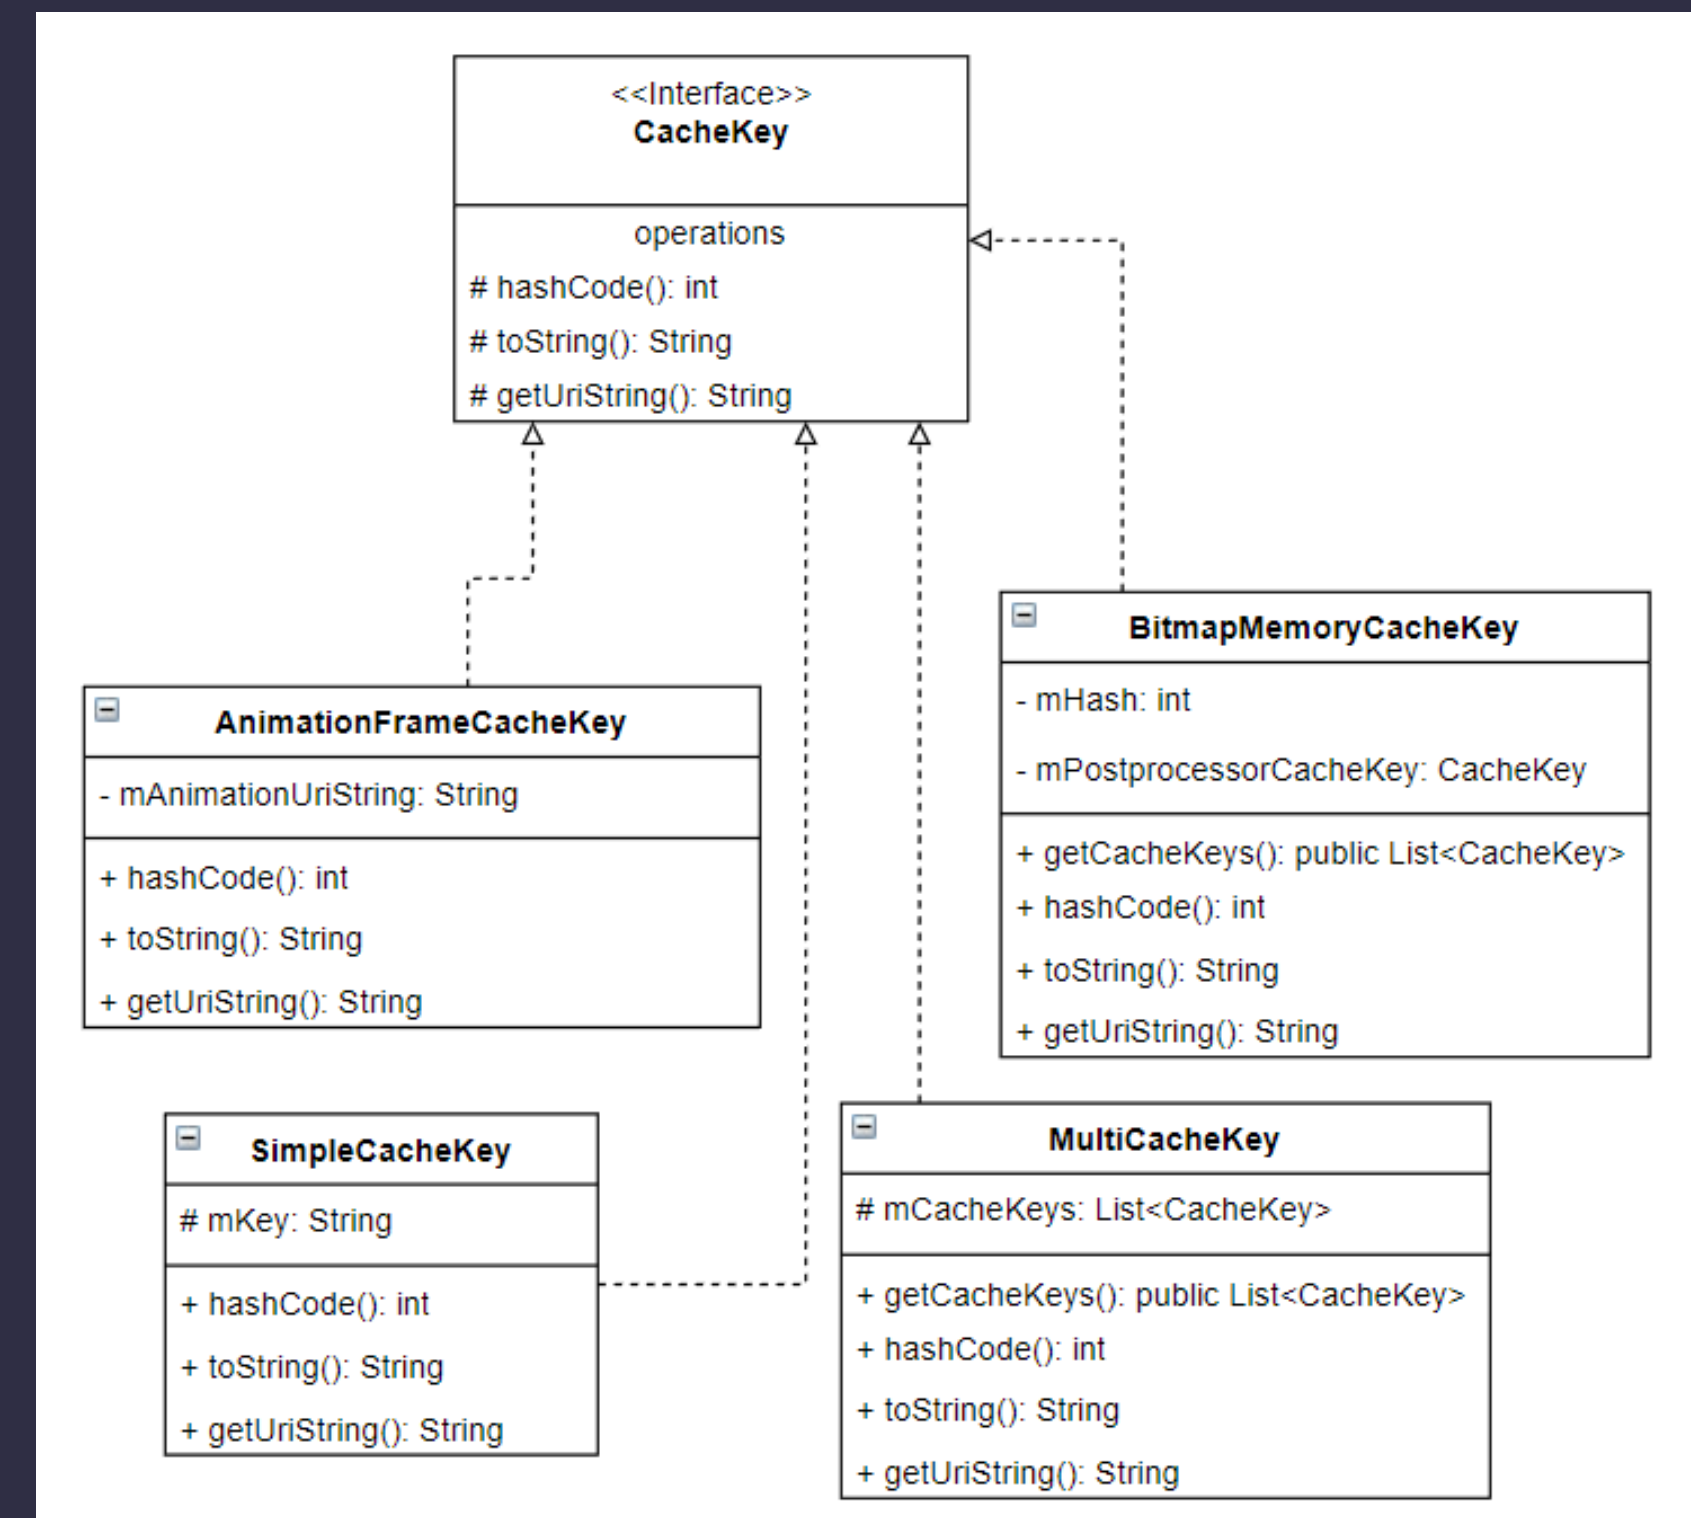 <<Interface>>
CacheKey
operations
# hashCode(): int
# toString(): String
# getUriString(): String
BitmapMemoryCacheKey
- mHash: int
- mPostprocessorCacheKey: CacheKey
+ getCacheKeys(): public List<CacheKey>
+ hashCode(): int
+ toString(): String
+ getUriString(): String
AnimationFrameCacheKey
- mAnimationUriString: String
+ hashCode(): int
+ toString(): String
+ getUriString(): String
SimpleCacheKey
# mKey: String
+ hashCode(): int
+ toString(): String
+ getUriString(): String
MultiCacheKey
# mCacheKeys: List<CacheKey>
+ getCacheKeys(): public List<CacheKey>
+ hashCode(): int
+ toString(): String
+ getUriString(): String